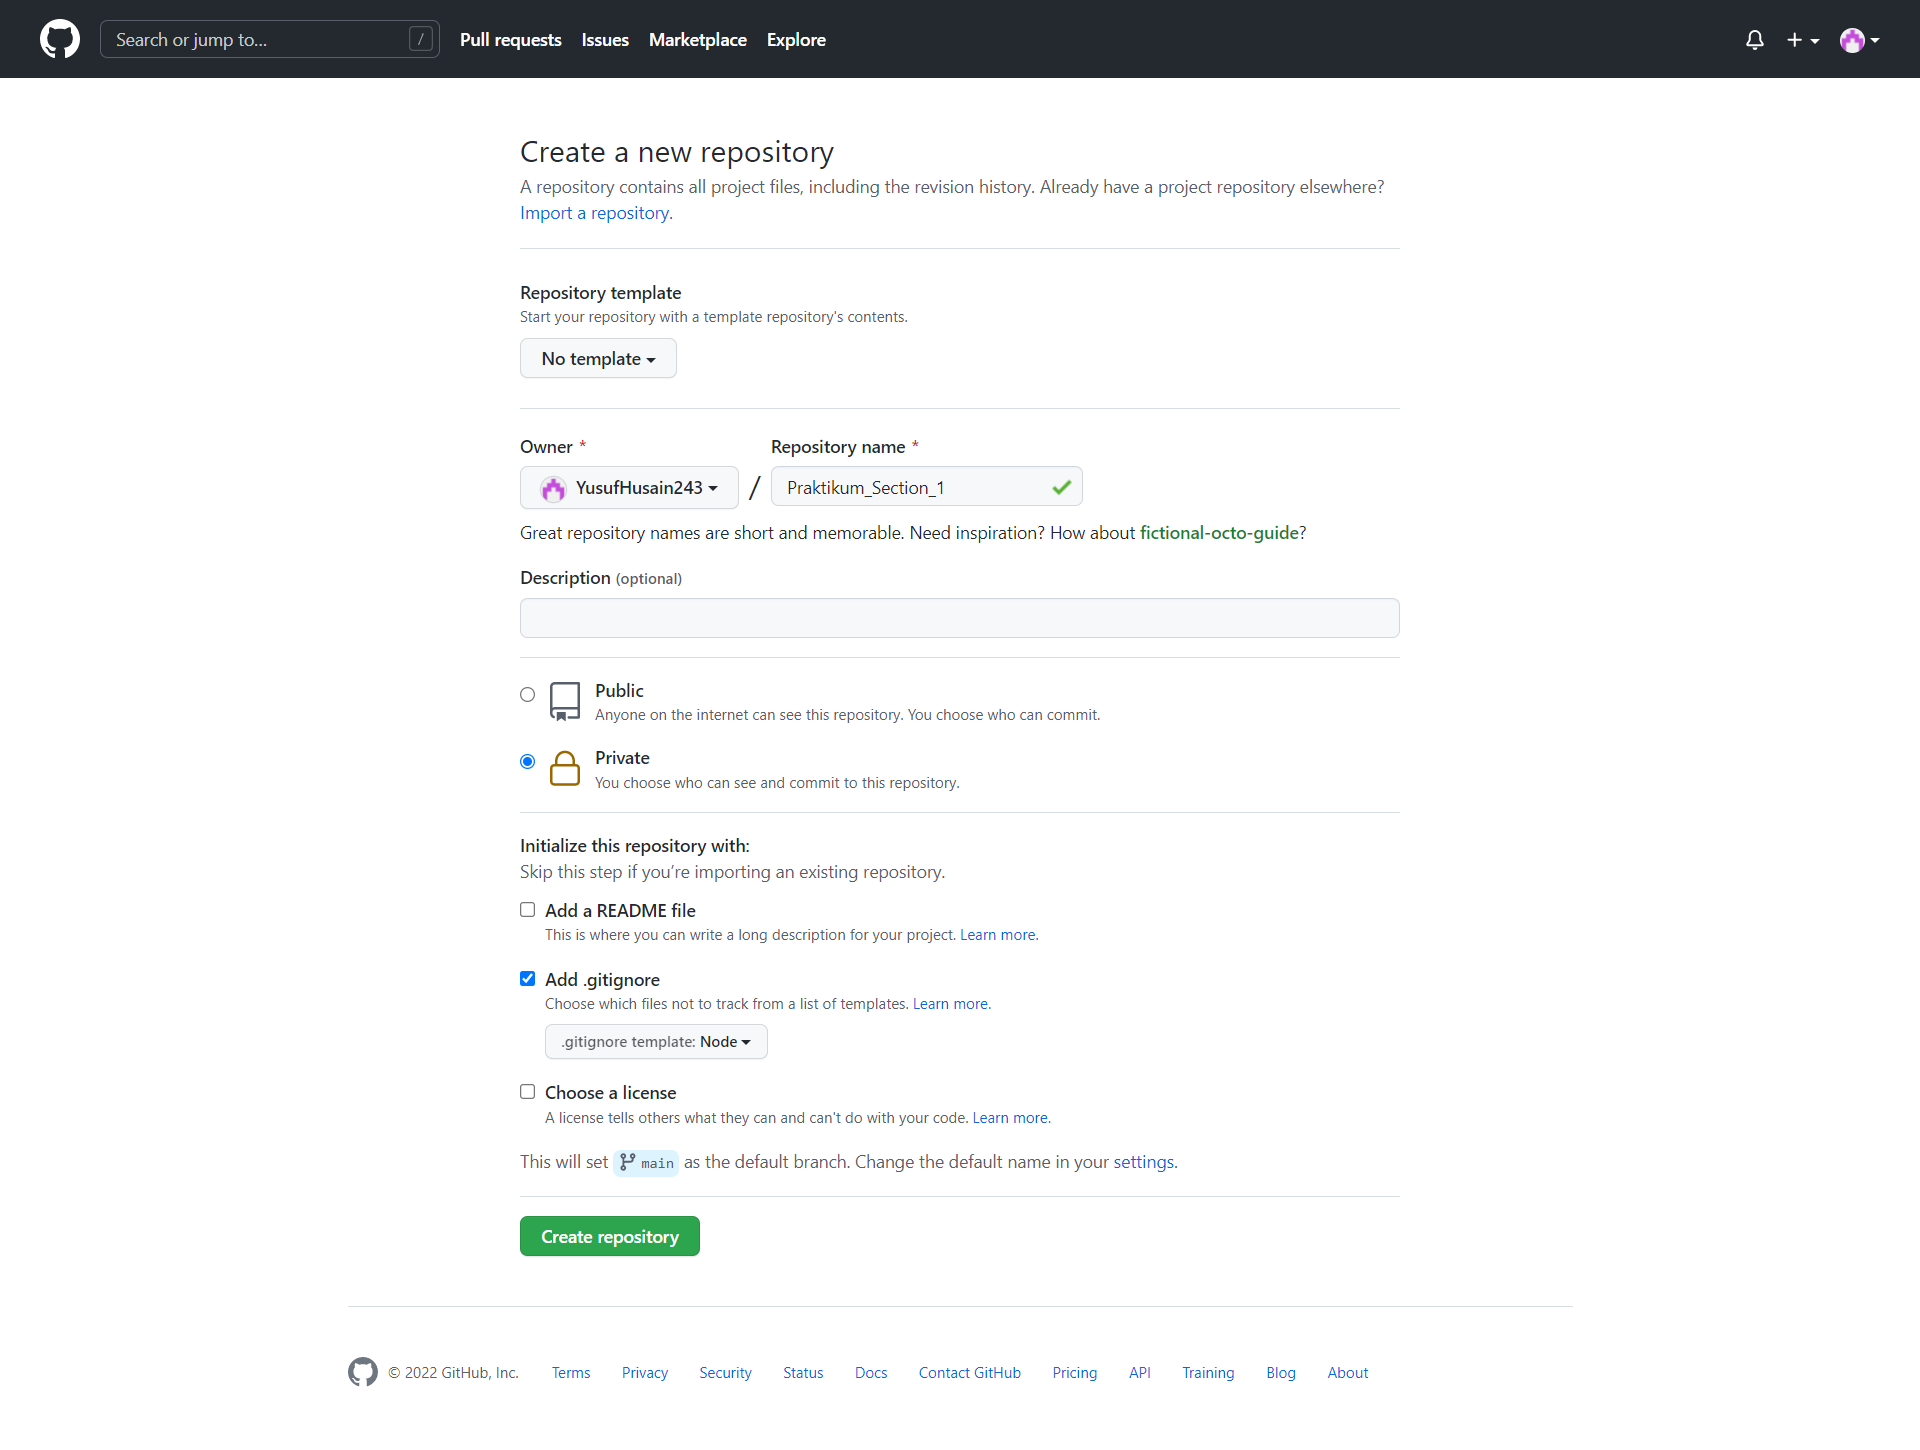 Search or jump to... /
Pull requests Issues Marketplace Explore
Create a new repository
A repository contains all project files, including the revision history. Already have a project repository elsewhere?
Import a repository.
Repository template
Start your repository with a template repository's contents.
No template
Owner * Repository name *
YusufHusain243 / Praktikum_Section_1
Great repository names are short and memorable. Need inspiration? How about fictional-octo-guide?
Description (optional)
Public
Anyone on the internet can see this repository. You choose who can commit.
Private
You choose who can see and commit to this repository.
Initialize this repository with:
Skip this step if you’re importing an existing repository.
Add a README file
This is where you can write a long description for your project. Learn more.
Add .gitignore
Choose which files not to track from a list of templates. Learn more.
.gitignore template: Node
Choose a license
A license tells others what they can and can't do with your code. Learn more.
This will set main as the default branch. Change the default name in your settings.
Create repository
© 2022 GitHub, Inc. Terms Privacy Security Status Docs Contact GitHub Pricing API Training Blog About